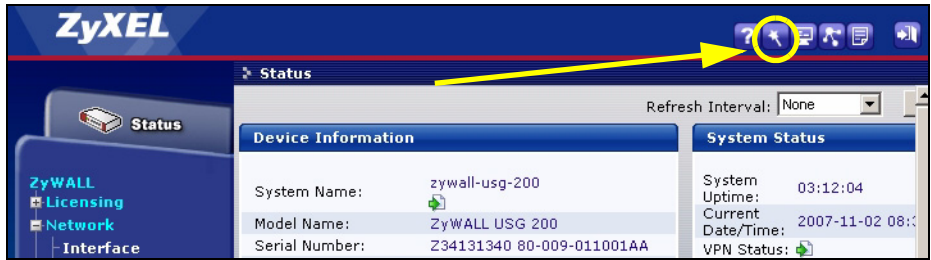 ZyXEL
?
Status
Refresh Interval: None
Status
Device Information
System Status
ZyWALL
Licensing
Network
Interface
System Name: zywall-usg-200
Model Name: ZyWALL USG 200
Serial Number: Z34131340 80-009-011001AA
System Uptime: 03:12:04
Current Date/Time: 2007-11-02 08:
VPN Status: